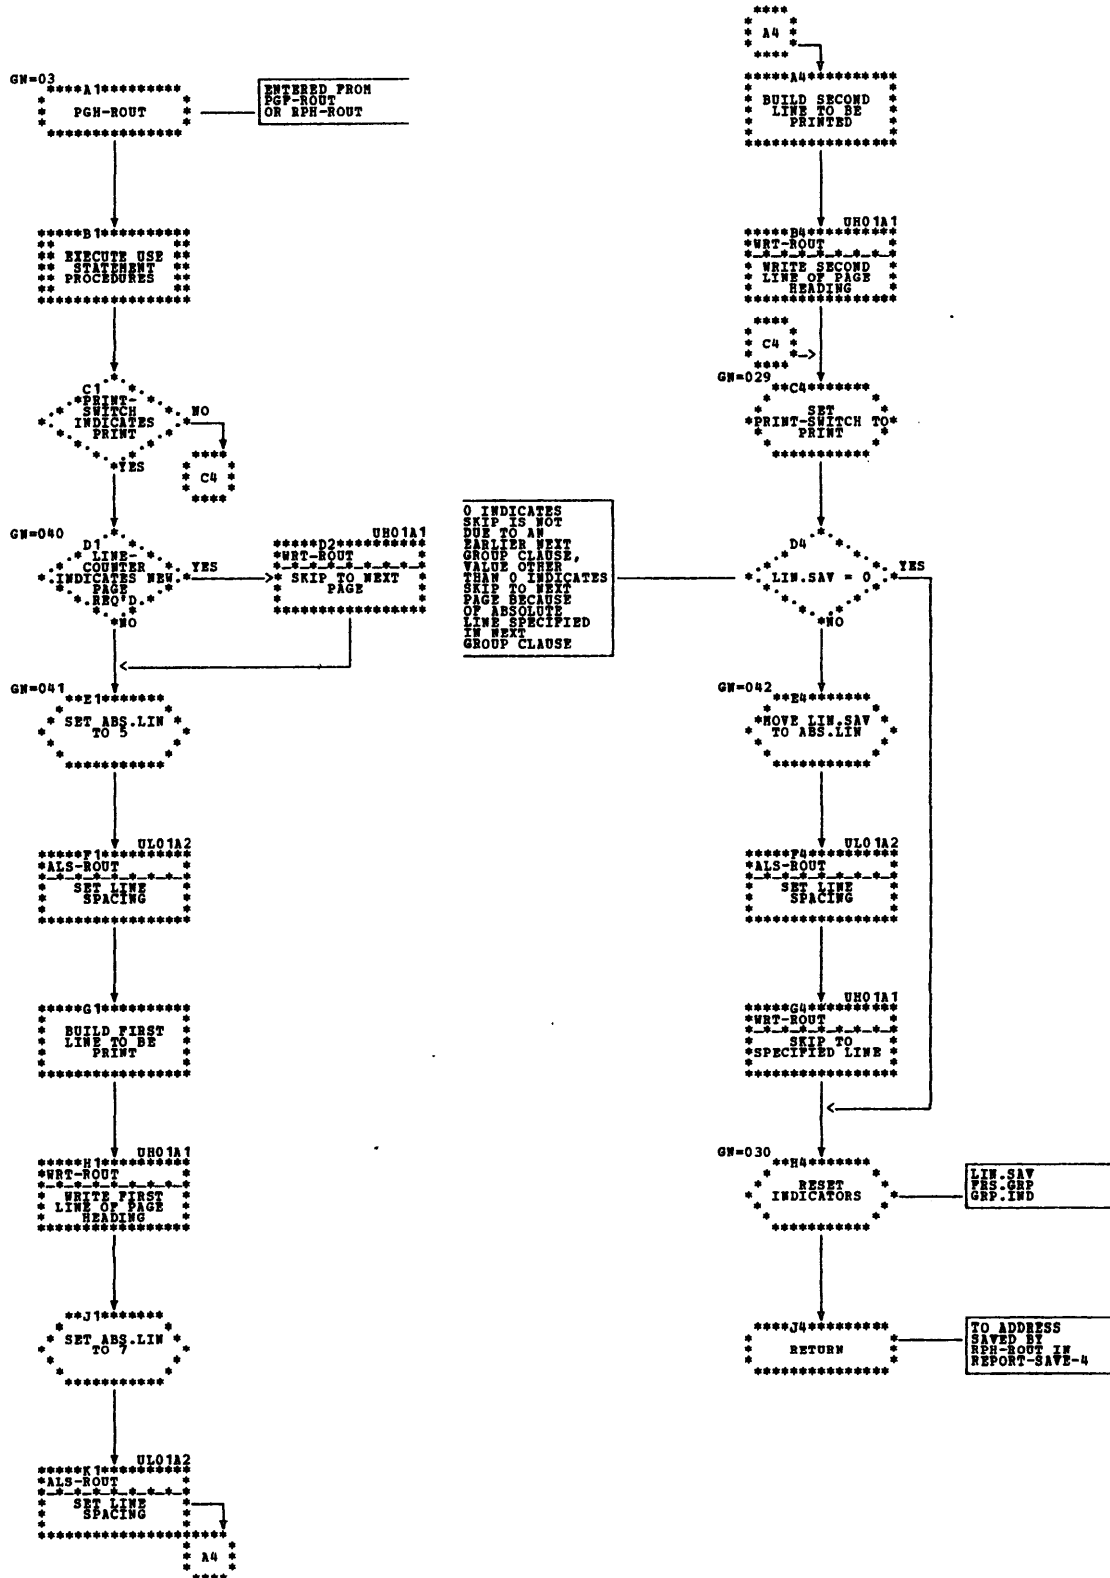 GN=03
A1
PGH-ROUT
ENTERED FROM
PGF-ROUT
OR RPH-ROUT
B1
EXECUTE USE
STATEMENT
PROCEDURES
C1
PRINT-
SWITCH
INDICATES
PRINT
NO
YES
C4
GN=040
D1
LINE-
COUNTER
INDICATES NEW
PAGE
REQ'D
YES
NO
UH01A1
D2
WRT-ROUT
SKIP TO NEXT
PAGE
GN=041
E1
SET ABS.LIN
TO 5
UL01A2
F1
ALS-ROUT
SET LINE
SPACING
G1
BUILD FIRST
LINE TO BE
PRINT
UH01A1
H1
WRT-ROUT
WRITE FIRST
LINE OF PAGE
HEADING
J1
SET ABS.LIN
TO 7
UL01A2
K1
ALS-ROUT
SET LINE
SPACING
A4
A4
A4
BUILD SECOND
LINE TO BE
PRINTED
UH01A1
B4
WRT-ROUT
WRITE SECOND
LINE OF PAGE
HEADING
C4
GN=029
C4
SET
PRINT-SWITCH TO
PRINT
0 INDICATES
SKIP IS NOT
DUE TO AN
EARLIER NEXT
GROUP CLAUSE,
VALUE OTHER
THAN 0 INDICATES
SKIP TO NEXT
PAGE BECAUSE
OF ABSOLUTE
LINE SPECIFIED
IN NEXT
GROUP CLAUSE
D4
LIN.SAV = 0
YES
NO
GN=042
E4
MOVE LIN.SAV
TO ABS.LIN
UL01A2
F4
ALS-ROUT
SET LINE
SPACING
UH01A1
G4
WRT-ROUT
SKIP TO
SPECIFIED LINE
GN=030
H4
RESET
INDICATORS
LIN.SAV
FRS.GRP
GRP.IND
J4
RETURN
TO ADDRESS
SAVED BY
RPH-ROUT IN
REPORT-SAVE-4